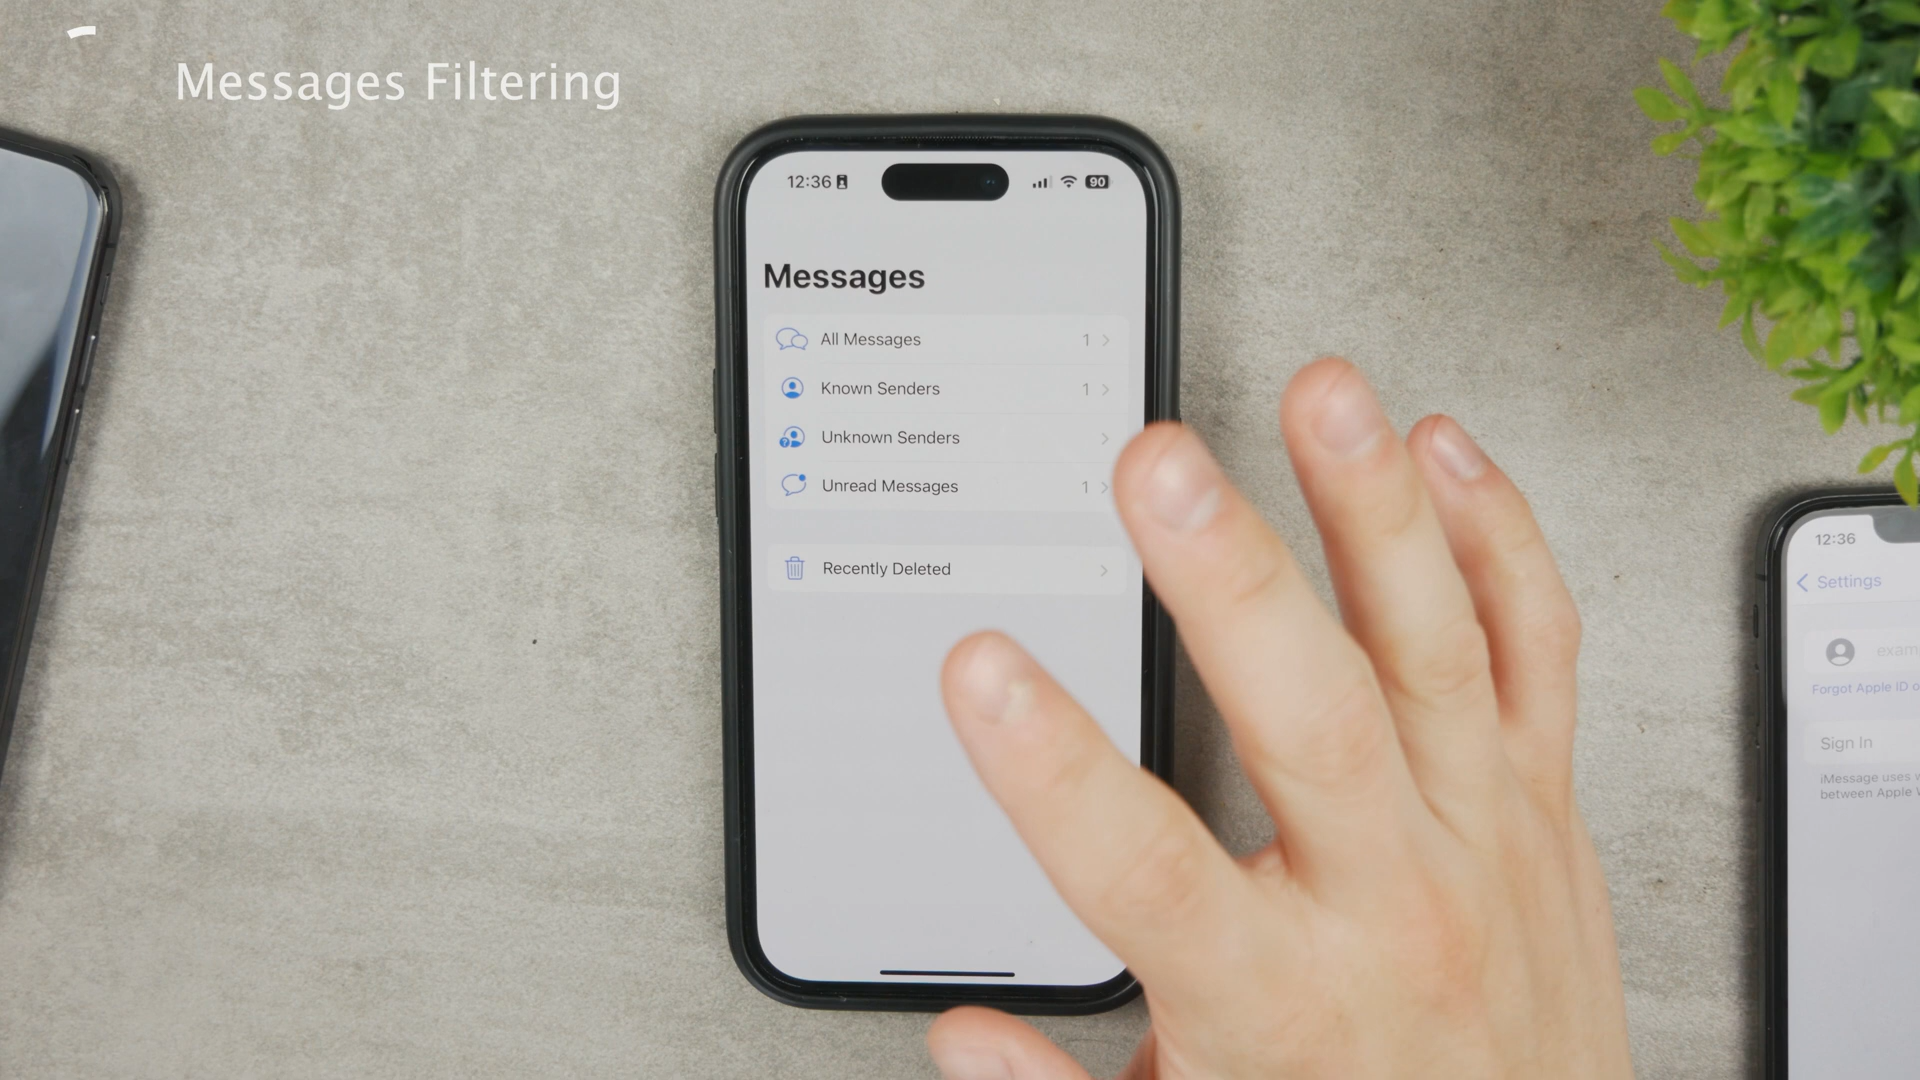 Messages Filtering
12:36
90
Messages
All Messages 1
Known Senders 1
Unknown Senders
Unread Messages 1
Recently Deleted
12:36
Settings
exam
Forgot Apple ID o
Sign In
iMessage uses w
between Apple W